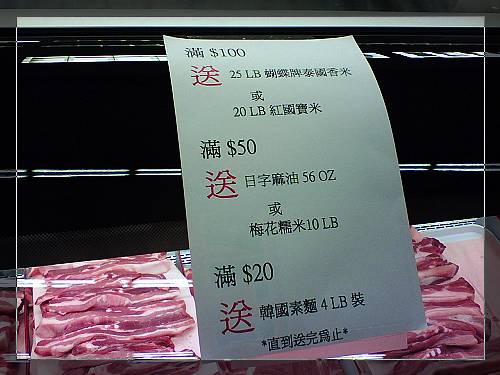 滿 $100
送 25 LB 蝴蝶牌泰國香米
或
20 LB 紅國寶米
滿 $50
送 日字麻油 56 OZ
或
梅花糯米10 LB
滿 $20
送 韓國素麵 4 LB 裝
*直到送完為止*